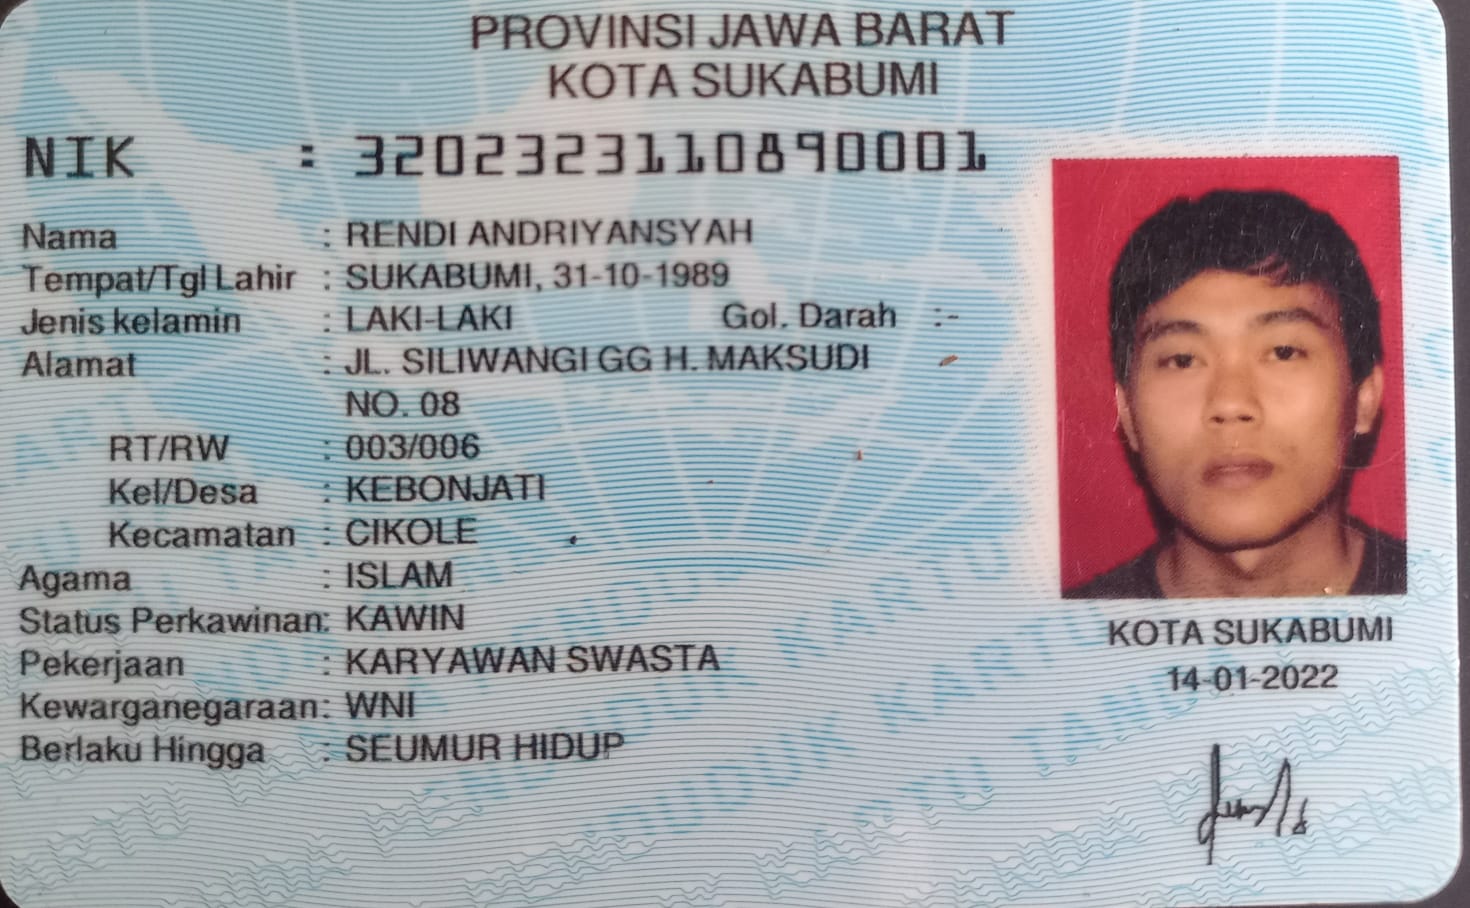 PROVINSI JAWA BARAT
KOTA SUKABUMI
NIK : 3202323110890001
Nama : RENDI ANDRIYANSYAH
Tempat/Tgl Lahir : SUKABUMI, 31-10-1989
Jenis kelamin : LAKI-LAKI Gol. Darah :-
Alamat : JL. SILIWANGI GG H. MAKSUDI
NO. 08
RT/RW : 003/006
Kel/Desa : KEBONJATI
Kecamatan : CIKOLE
Agama : ISLAM
Status Perkawinan: KAWIN
Pekerjaan : KARYAWAN SWASTA
Kewarganegaraan: WNI
Berlaku Hingga : SEUMUR HIDUP
KOTA SUKABUMI
14-01-2022